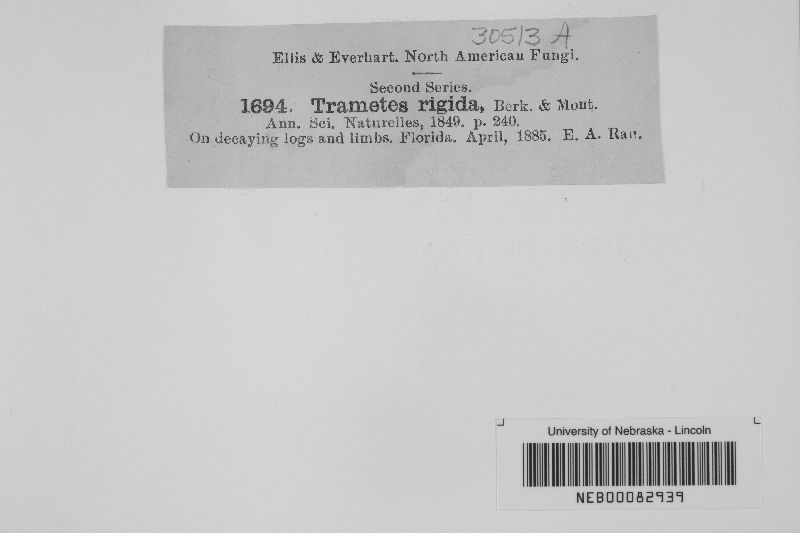 30513 A
Ellis & Everhart. North American Fungi.
Second Series.
1694. Trametes rigida, Berk. & Mont.
Ann. Sci. Naturelles, 1849. p. 240.
On decaying logs and limbs. Florida. April, 1885. E. A. Rau.
University of Nebraska - Lincoln
NEB00082939